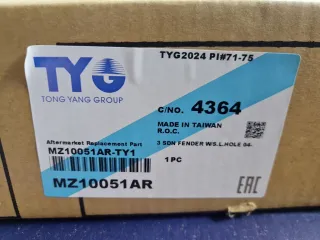 TYG2024 PI#71-75
TYG
TONG YANG GROUP
C/NO. 4364
MADE IN TAIWAN
R.O.C.
Aftermarket Replacement Part
MZ10051AR-TY1
3 SDN FENDER W/S.L.HOLE 04-
1 PC
MZ10051AR
EAC